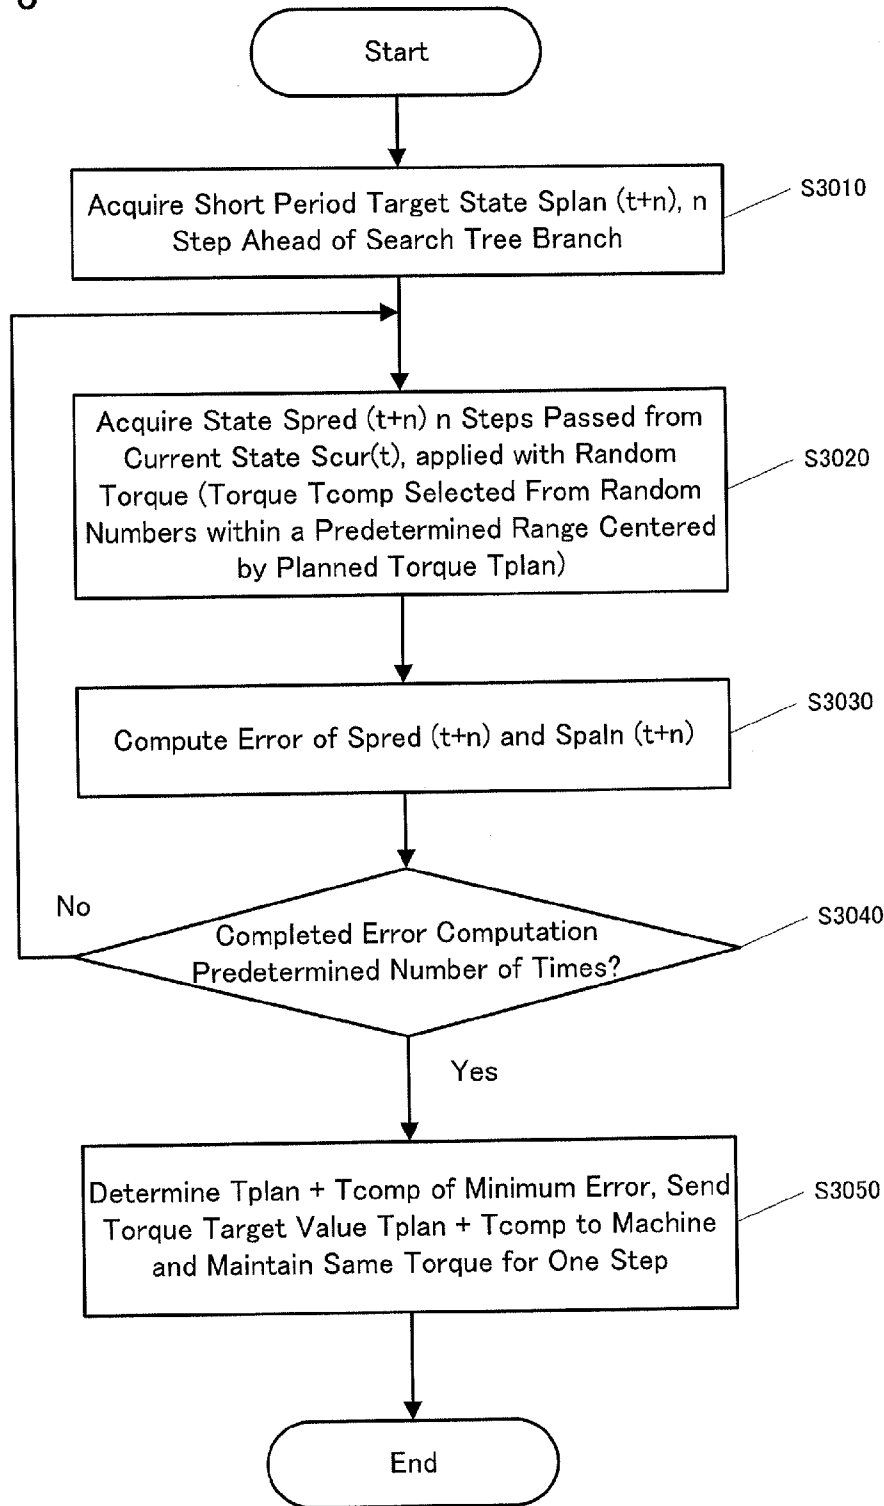 Start
Acquire Short Period Target State Splan (t+n), n
Step Ahead of Search Tree Branch
S3010
Acquire State Spred (t+n) n Steps Passed from
Current State Scur(t), applied with Random
Torque (Torque Tcomp Selected From Random
Numbers within a Predetermined Range Centered
by Planned Torque Tplan)
S3020
Compute Error of Spred (t+n) and Spaln (t+n)
S3030
No
Completed Error Computation
Predetermined Number of Times?
S3040
Yes
Determine Tplan + Tcomp of Minimum Error, Send
Torque Target Value Tplan + Tcomp to Machine
and Maintain Same Torque for One Step
S3050
End